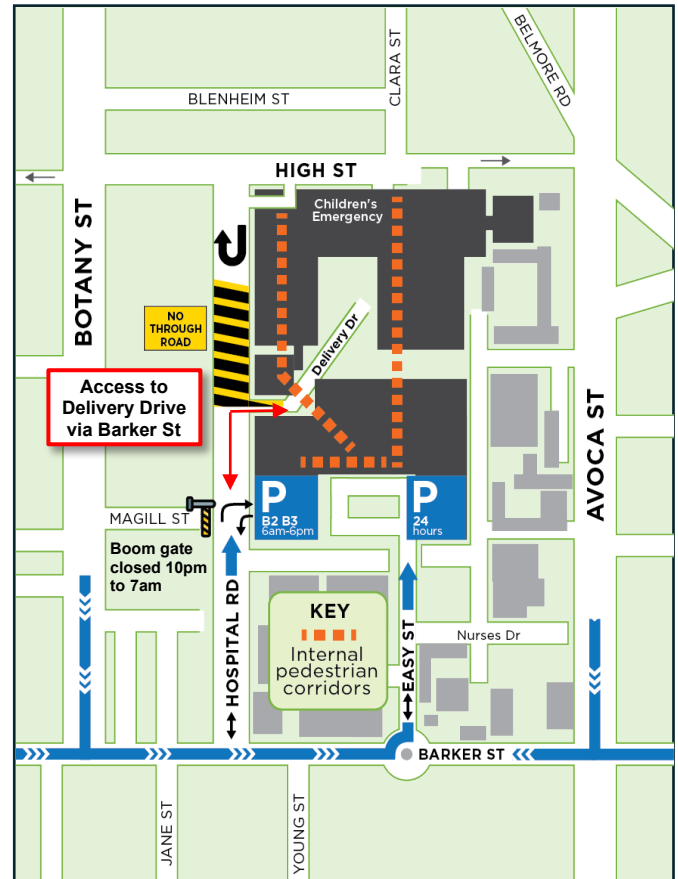 BLENHEIM ST
CLARA ST
BELMORE RD
HIGH ST
BOTANY ST
Children's
Emergency
NO
THROUGH
ROAD
Delivery Dr
Access to
Delivery Drive
via Barker St
AVOCA ST
MAGILL ST
P
B2 B3
6am-6pm
P
24
hours
Boom gate
closed 10pm
to 7am
HOSPITAL RD
KEY
Internal
pedestrian
corridors
EASY ST
Nurses Dr
BARKER ST
JANE ST
YOUNG ST